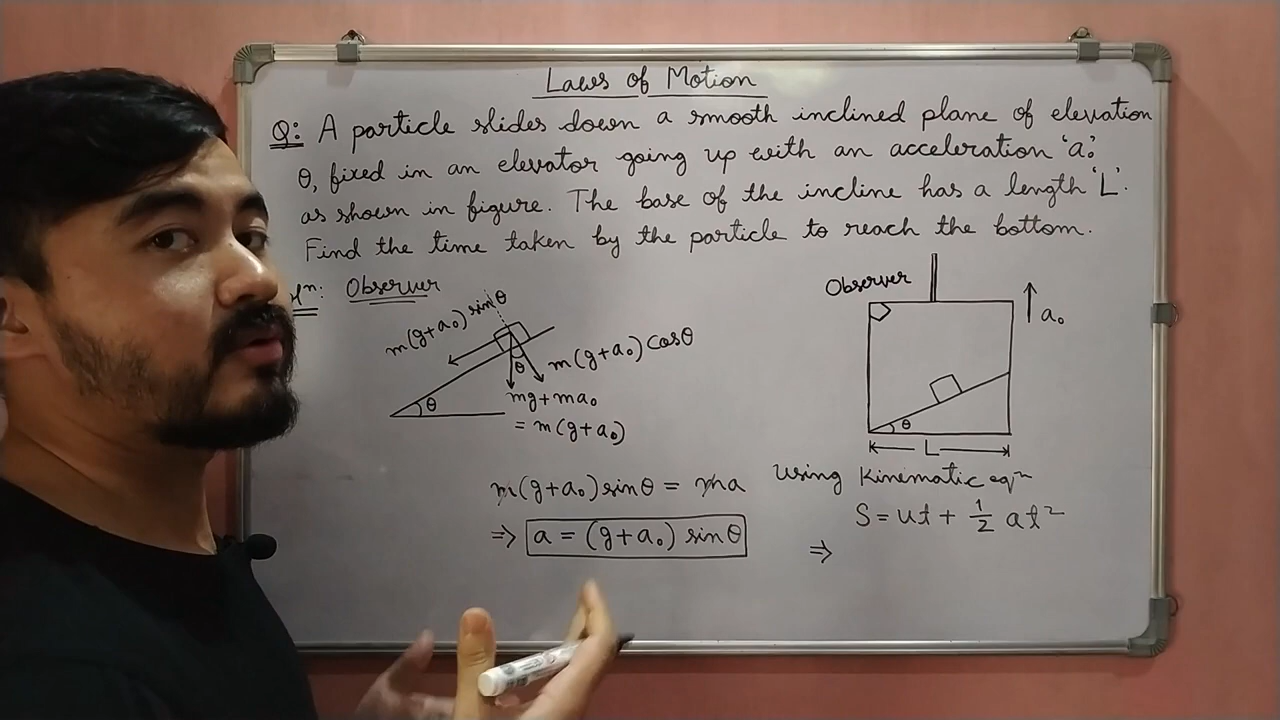 Laws of Motion
Q: A particle slides down a smooth inclined plane of elevation
θ, fixed in an elevator going up with an acceleration 'a₀'
as shown in figure. The base of the incline has a length 'L'.
Find the time taken by the particle to reach the bottom.
ⁿ: Observer
m(g+a₀) sinθ
m(g+a₀) cosθ
θ
θ
mg+ma₀
= m(g+a₀)
m(g+a₀) sinθ = ma
⇒ a = (g+a₀) sinθ
Observer
a₀
θ
L
Using Kinematic eqⁿ
S = ut + 1/2 at²
⇒